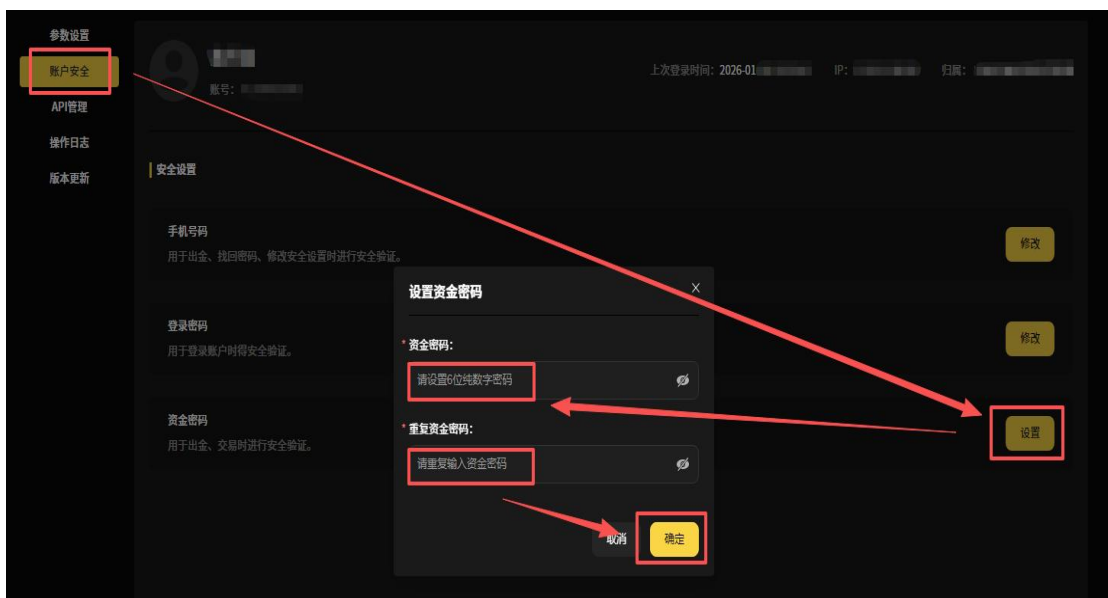 参数设置
账户安全
API管理
操作日志
版本更新
账号：
上次登录时间：2026-01
IP：
归属：
安全设置
手机号码
用于出金、找回密码、修改安全设置时进行安全验证。
修改
登录密码
用于登录账户时得安全验证。
修改
资金密码
用于出金、交易时进行安全验证。
设置
设置资金密码
X
* 资金密码：
请设置6位纯数字密码
* 重复资金密码：
请重复输入资金密码
取消
确定